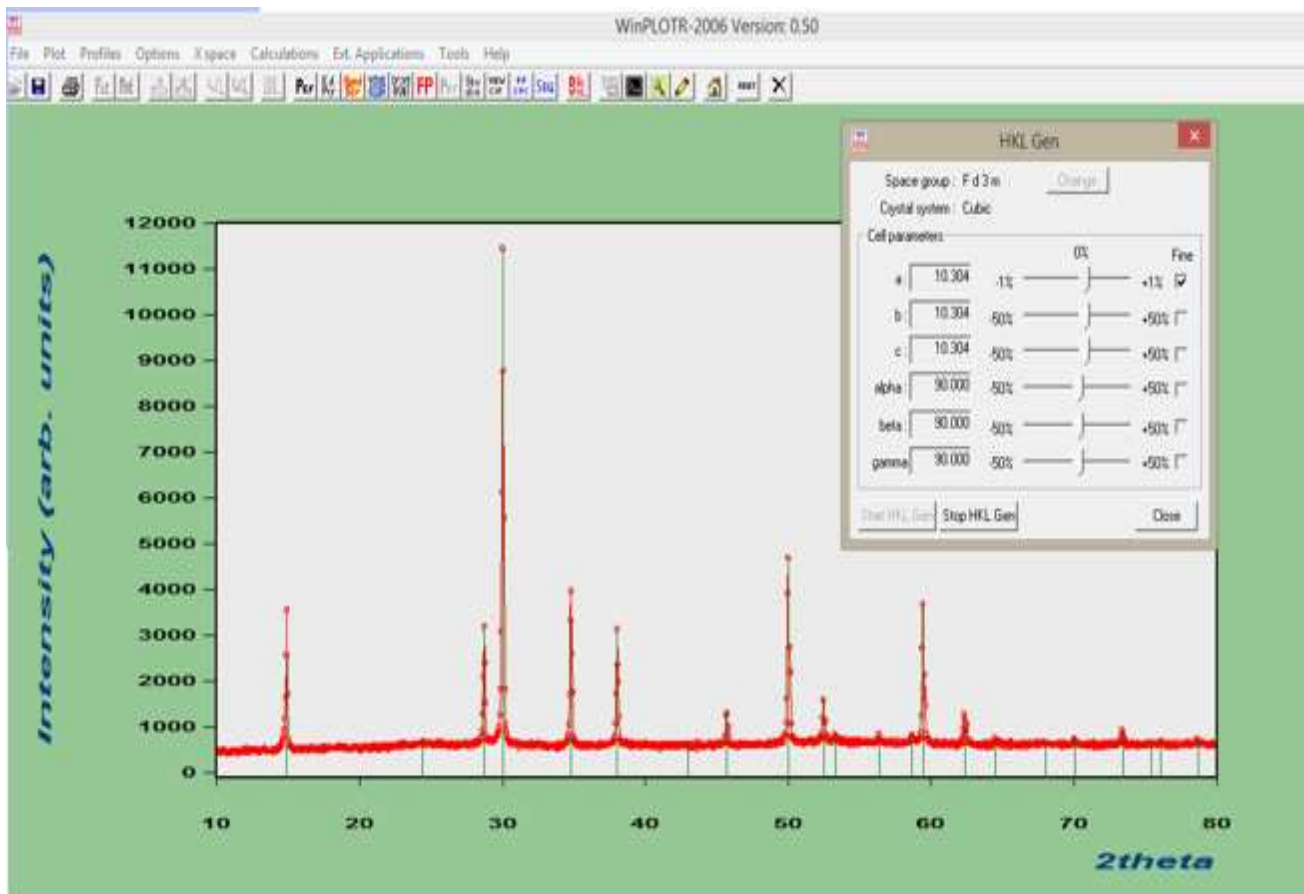 WinPLOTR-2006 Version: 0.50
File Plot Profiles Options X space Calculations Ext. Applications Tools Help
FP
HKL Gen
Space group : F d 3 m Change
Crystal system : Cubic
Cell parameters
0% Fine
a 10.304 -1% +1%
b 10.304 -50% +50%
c 10.304 -50% +50%
alpha 90.000 -50% +50%
beta 90.000 -50% +50%
gamma 90.000 -50% +50%
Start HKL Gen Stop HKL Gen Close
Intensity (arb. units)
12000
11000
10000
9000
8000
7000
6000
5000
4000
3000
2000
1000
0
10 20 30 40 50 60 70 80
2theta